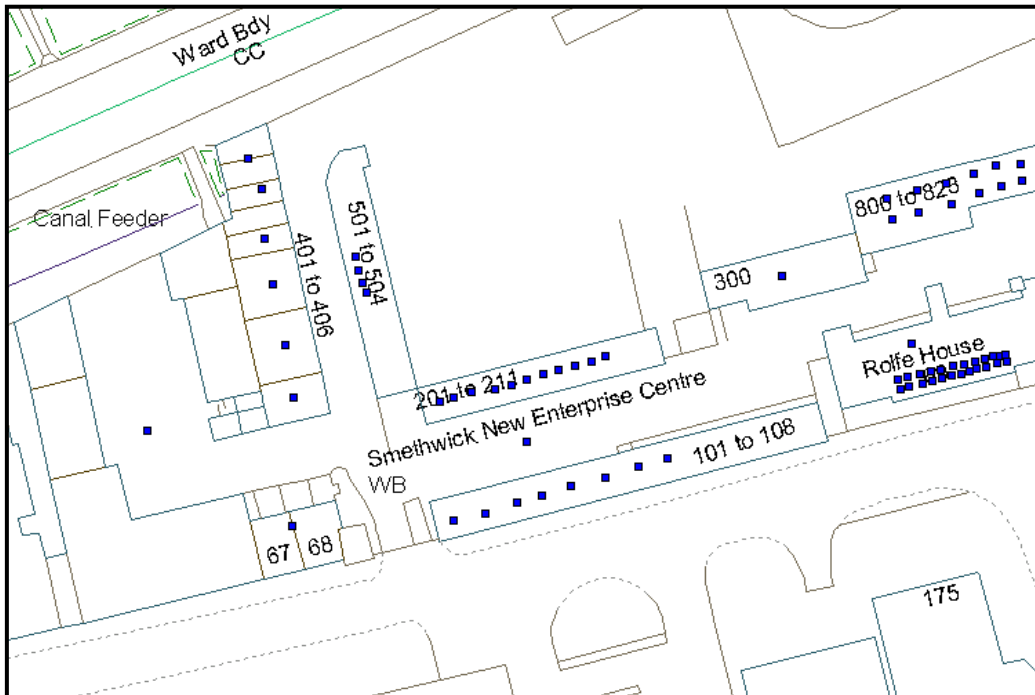 Ward Bdy
CC
Canal Feeder
501 to 504
401 to 406
800 to 823
300
Rolfe House
201 to 211
Smethwick New Enterprise Centre
101 to 108
WB
67
68
175